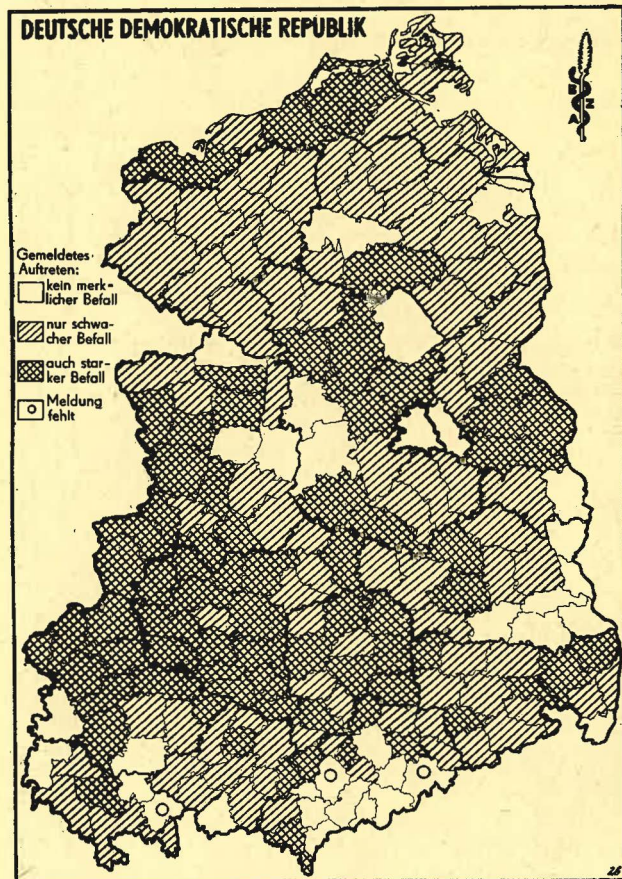 DEUTSCHE DEMOKRATISCHE REPUBLIK
B
Z
A
Gemeldetes
Auftreten:
kein merk-
licher Befall
nur schwa-
cher Befall
auch star-
ker Befall
Meldung
fehlt
26